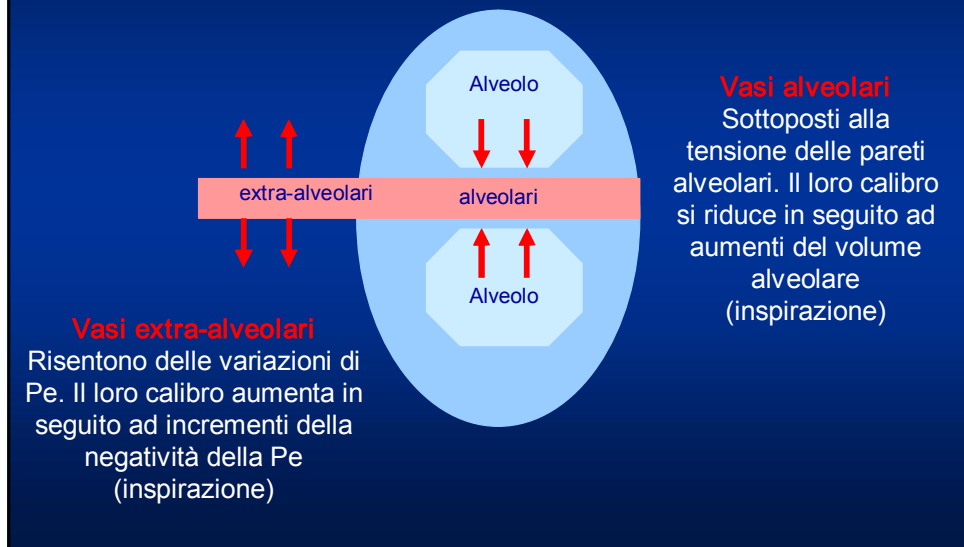 Alveolo
extra-alveolari
alveolari
Alveolo
Vasi alveolari
Sottoposti alla
tensione delle pareti
alveolari. Il loro calibro
si riduce in seguito ad
aumenti del volume
alveolare
(inspirazione)
Vasi extra-alveolari
Risentono delle variazioni di
Pe. Il loro calibro aumenta in
seguito ad incrementi della
negatività della Pe
(inspirazione)